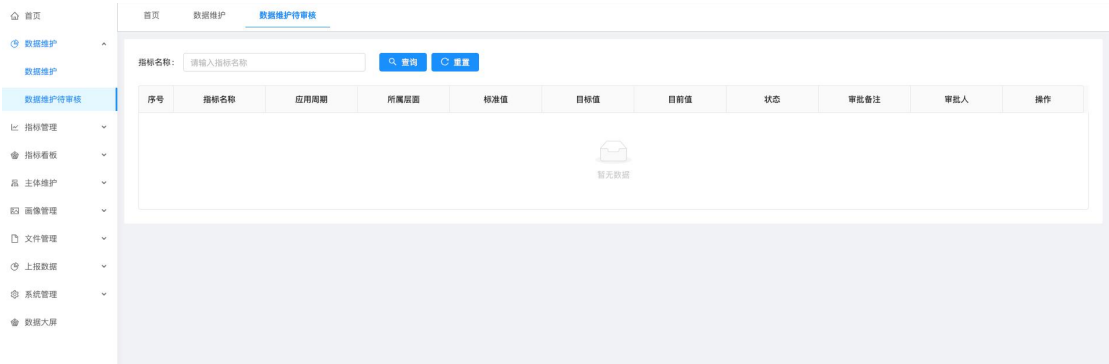 首页
数据维护
数据维护
数据维护待审核
指标管理
指标看板
主体维护
画像管理
文件管理
上报数据
系统管理
数据大屏
首页 数据维护 数据维护待审核
指标名称: 请输入指标名称 查询 重置
序号 指标名称 应用周期 所属层面 标准值 目标值 目前值 状态 审批备注 审批人 操作
暂无数据